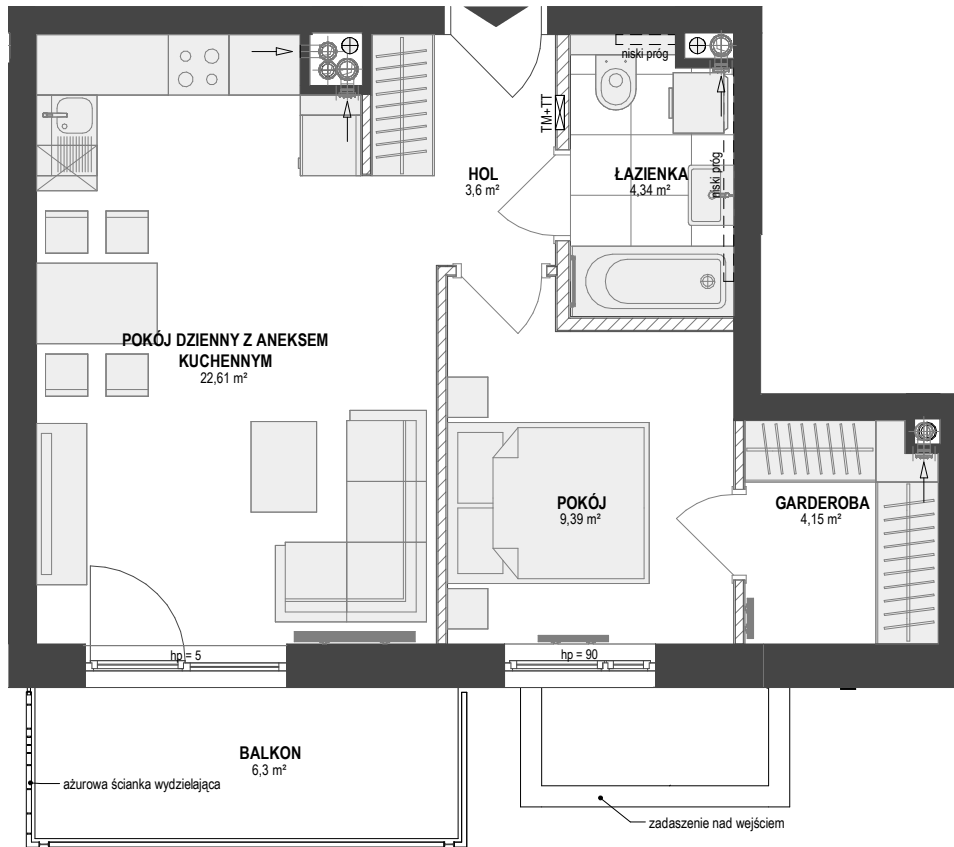 niski próg
TM+TT
HOL
3,6 m²
ŁAZIENKA
4,34 m²
niski próg
POKÓJ DZIENNY Z ANEKSEM
KUCHENNYM
22,61 m²
POKÓJ
9,39 m²
GARDEROBA
4,15 m²
hp = 5
hp = 90
BALKON
6,3 m²
ażurowa ścianka wydzielająca
zadaszenie nad wejściem